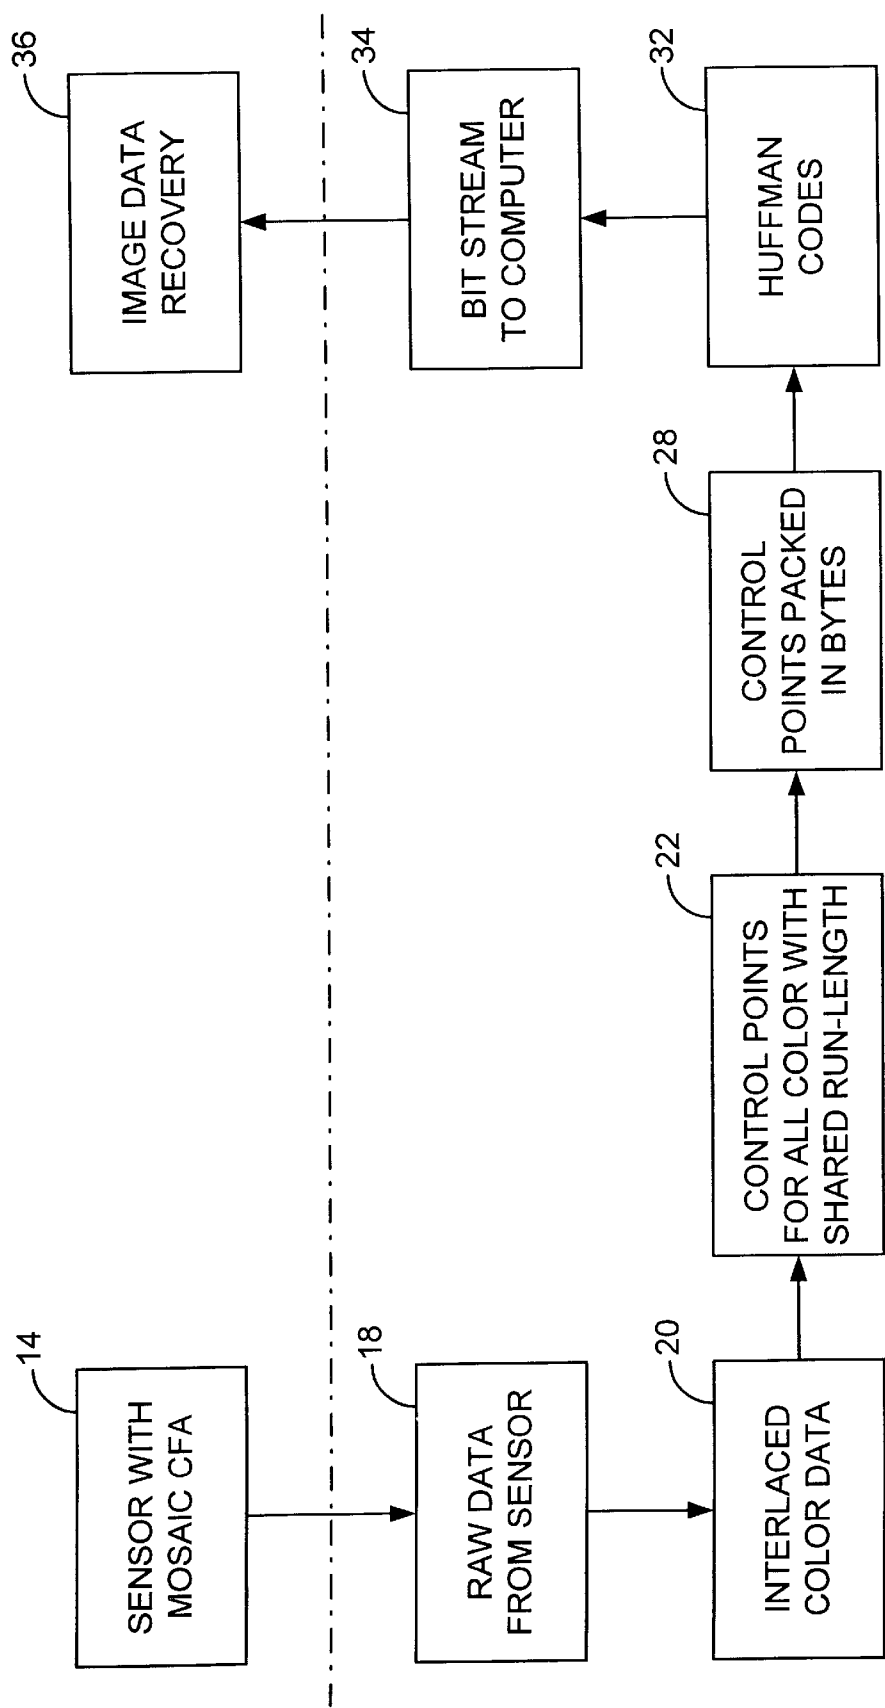 14
SENSOR WITH
MOSAIC CFA
18
RAW DATA
FROM SENSOR
20
INTERLACED
COLOR DATA
22
CONTROL POINTS
FOR ALL COLOR WITH
SHARED RUN-LENGTH
28
CONTROL
POINTS PACKED
IN BYTES
32
HUFFMAN
CODES
34
BIT STREAM
TO COMPUTER
36
IMAGE DATA
RECOVERY